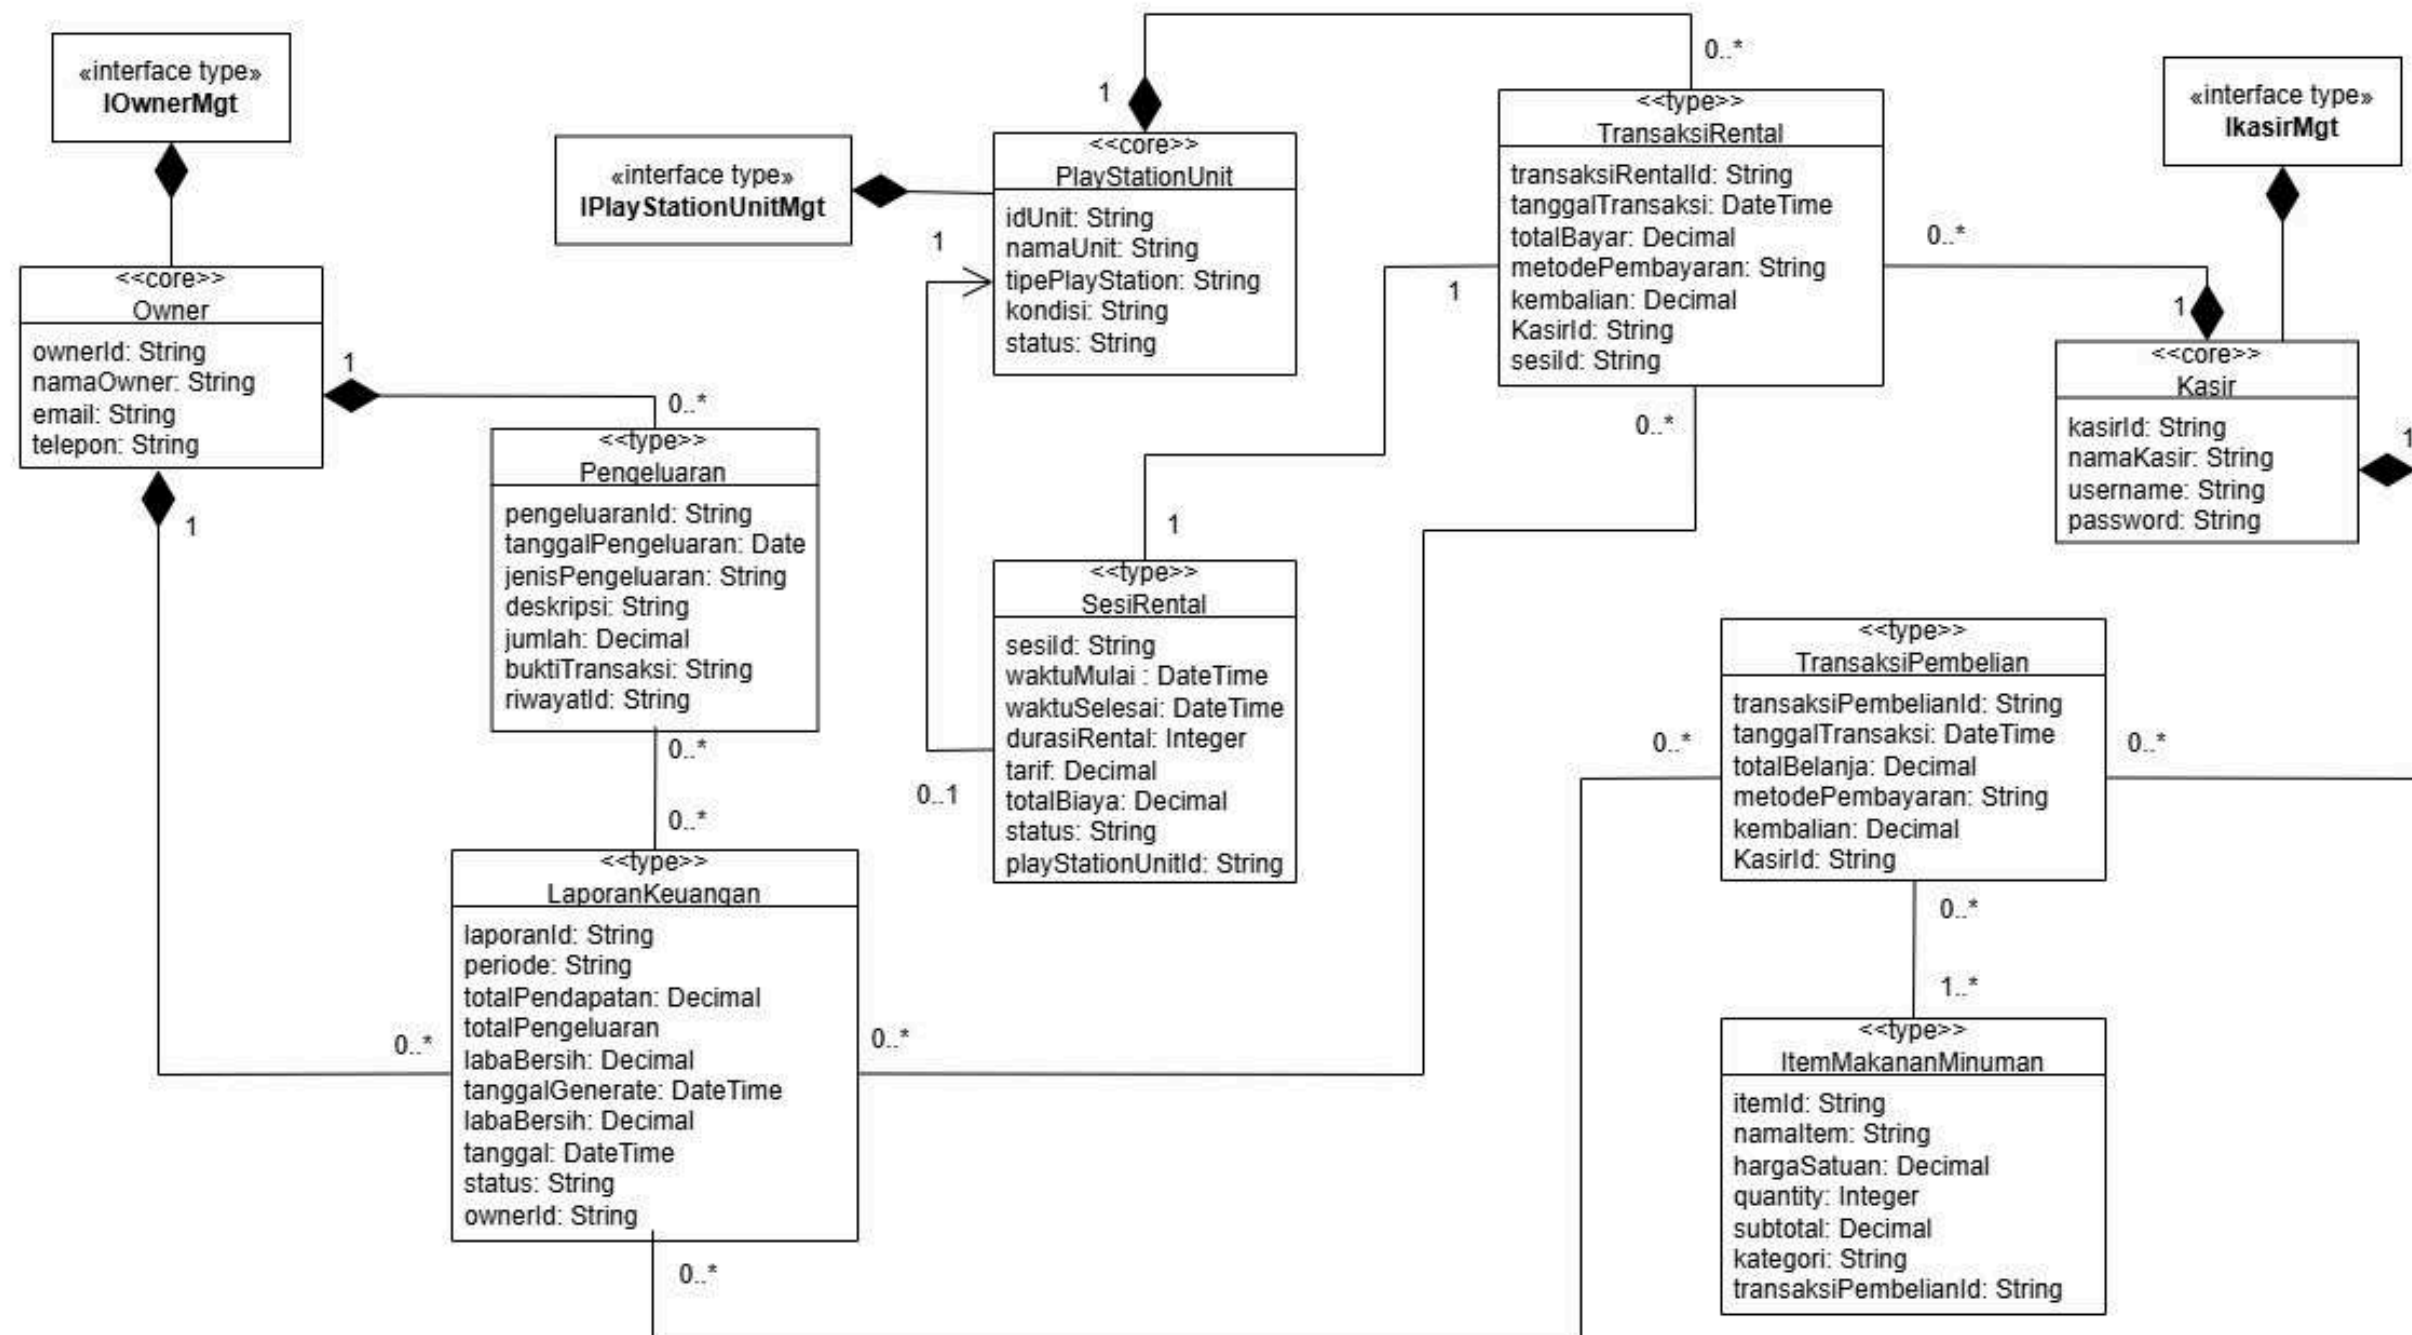 «interface type»
IOwnerMgt
<<core>>
Owner
ownerId: String
namaOwner: String
email: String
telepon: String
1
1
0..*
<<type>>
Pengeluaran
pengeluaranId: String
tanggalPengeluaran: Date
jenisPengeluaran: String
deskripsi: String
jumlah: Decimal
buktiTransaksi: String
riwayatId: String
0..*
0..*
<<type>>
LaporanKeuangan
laporanId: String
periode: String
totalPendapatan: Decimal
totalPengeluaran
labaBersih: Decimal
tanggalGenerate: DateTime
labaBersih: Decimal
tanggal: DateTime
status: String
ownerId: String
0..*
0..*
0..*
«interface type»
IPlayStationUnitMgt
1
<<core>>
PlayStationUnit
idUnit: String
namaUnit: String
tipePlayStation: String
kondisi: String
status: String
1
0..1
1
<<type>>
SesiRental
sesiId: String
waktuMulai : DateTime
waktuSelesai: DateTime
durasiRental: Integer
tarif: Decimal
totalBiaya: Decimal
status: String
playStationUnitId: String
0..*
<<type>>
TransaksiRental
transaksiRentalId: String
tanggalTransaksi: DateTime
totalBayar: Decimal
metodePembayaran: String
kembalian: Decimal
KasirId: String
sesiId: String
1
0..*
0..*
1
«interface type»
IkasirMgt
<<core>>
Kasir
kasirId: String
namaKasir: String
username: String
password: String
1
<<type>>
TransaksiPembelian
transaksiPembelianId: String
tanggalTransaksi: DateTime
totalBelanja: Decimal
metodePembayaran: String
kembalian: Decimal
KasirId: String
0..*
0..*
0..*
1..*
<<type>>
ItemMakananMinuman
itemId: String
namaItem: String
hargaSatuan: Decimal
quantity: Integer
subtotal: Decimal
kategori: String
transaksiPembelianId: String